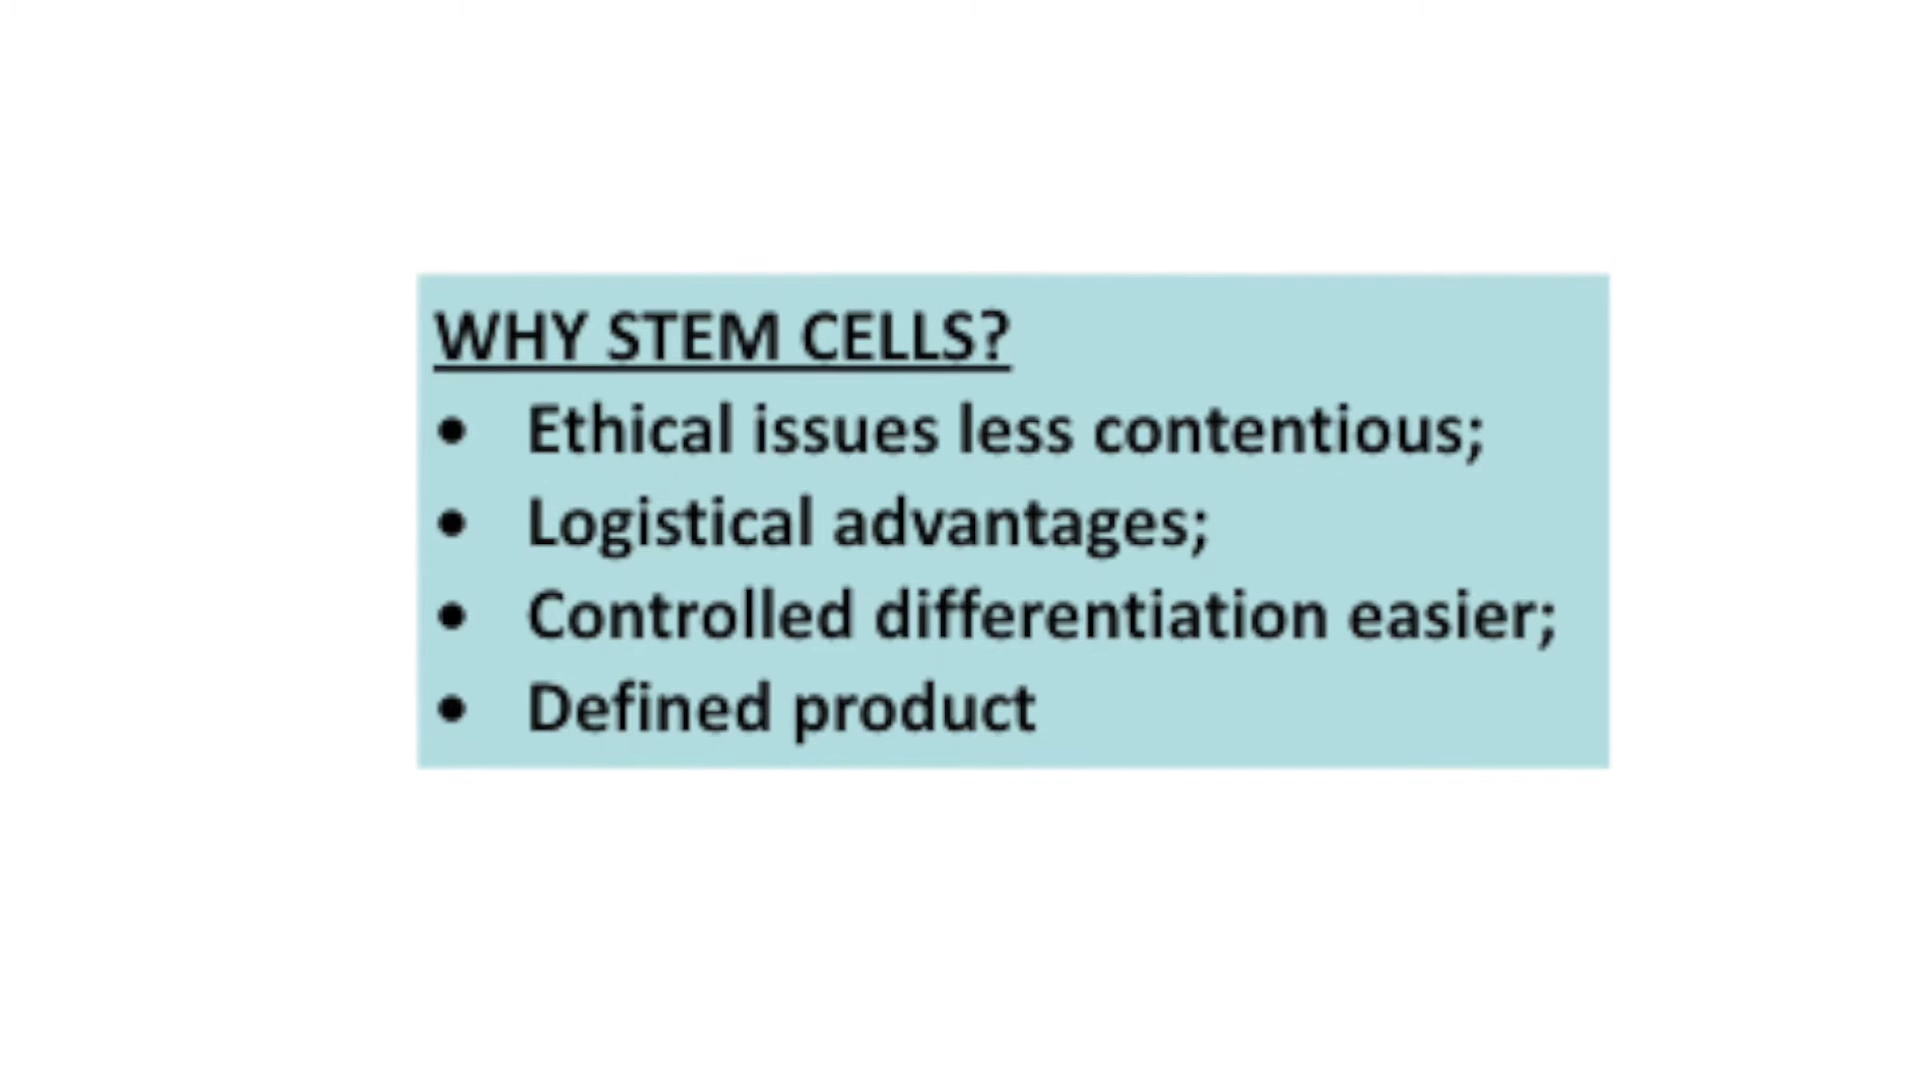 WHY STEM CELLS?
• Ethical issues less contentious;
• Logistical advantages;
• Controlled differentiation easier;
• Defined product